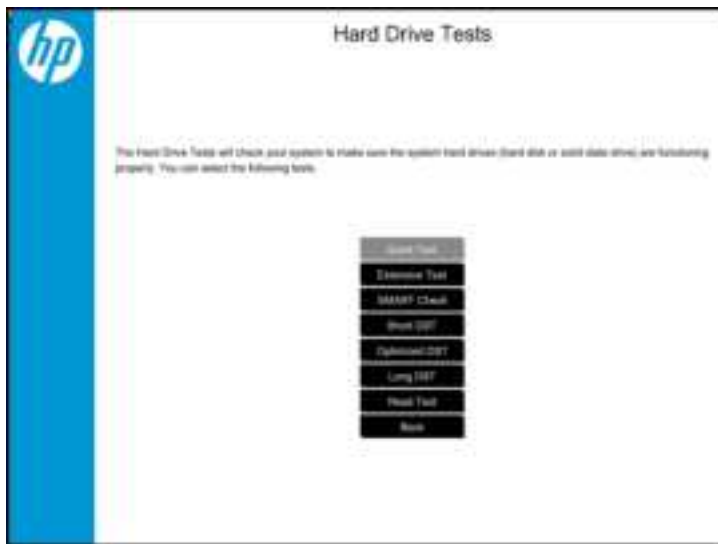 hp
Hard Drive Tests
The Hard Drive Tests will check your system to make sure the system hard drives (hard disk or solid state drive) are functioning
properly. You can select the following tests.
Quick Test
Extensive Test
SMART Check
Short DST
Optimized DST
Long DST
Read Test
Back